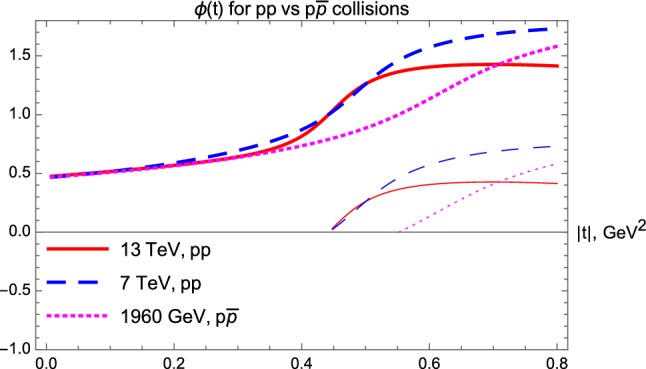 ϕ(t) for pp vs pp̅ collisions
1.5
1.0
0.5
0.0
|t|, GeV²
13 TeV, pp
7 TeV, pp
−0.5
1960 GeV, pp̅
−1.0
0.0 0.2 0.4 0.6 0.8